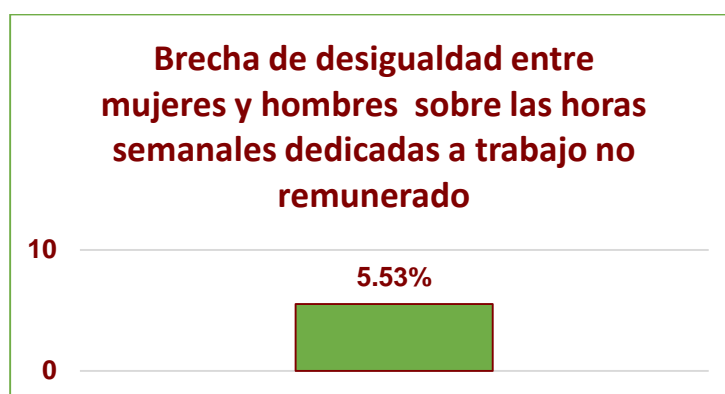 Brecha de desigualdad entre
mujeres y hombres sobre las horas
semanales dedicadas a trabajo no
remunerado
10
5.53%
0